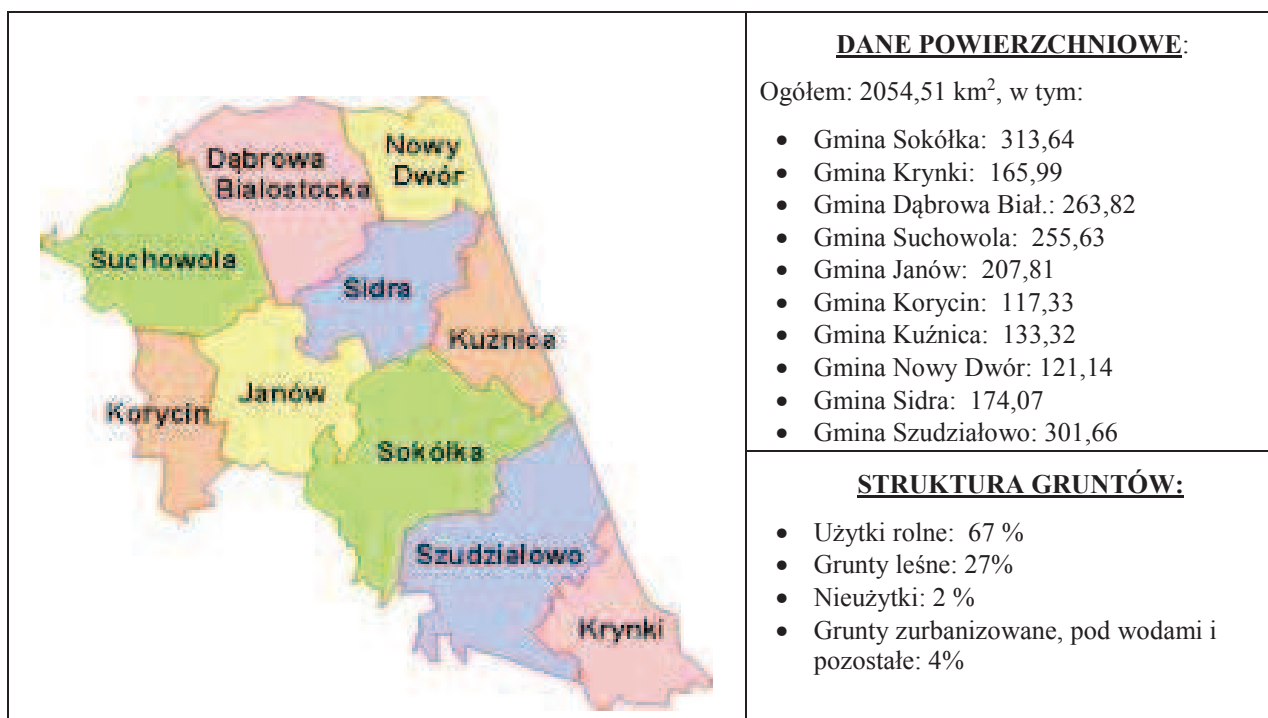 Dąbrowa
Bialostocka
Nowy
Dwór
Suchowola
Sidra
Kuźnica
Janów
Korycin
Sokółka
Szudzialowo
Krynki
DANE POWIERZCHNIOWE:
Ogółem: 2054,51 km², w tym:
• Gmina Sokółka: 313,64
• Gmina Krynki: 165,99
• Gmina Dąbrowa Biał.: 263,82
• Gmina Suchowola: 255,63
• Gmina Janów: 207,81
• Gmina Korycin: 117,33
• Gmina Kuźnica: 133,32
• Gmina Nowy Dwór: 121,14
• Gmina Sidra: 174,07
• Gmina Szudziałowo: 301,66
STRUKTURA GRUNTÓW:
• Użytki rolne: 67 %
• Grunty leśne: 27%
• Nieużytki: 2 %
• Grunty zurbanizowane, pod wodami i
pozostałe: 4%